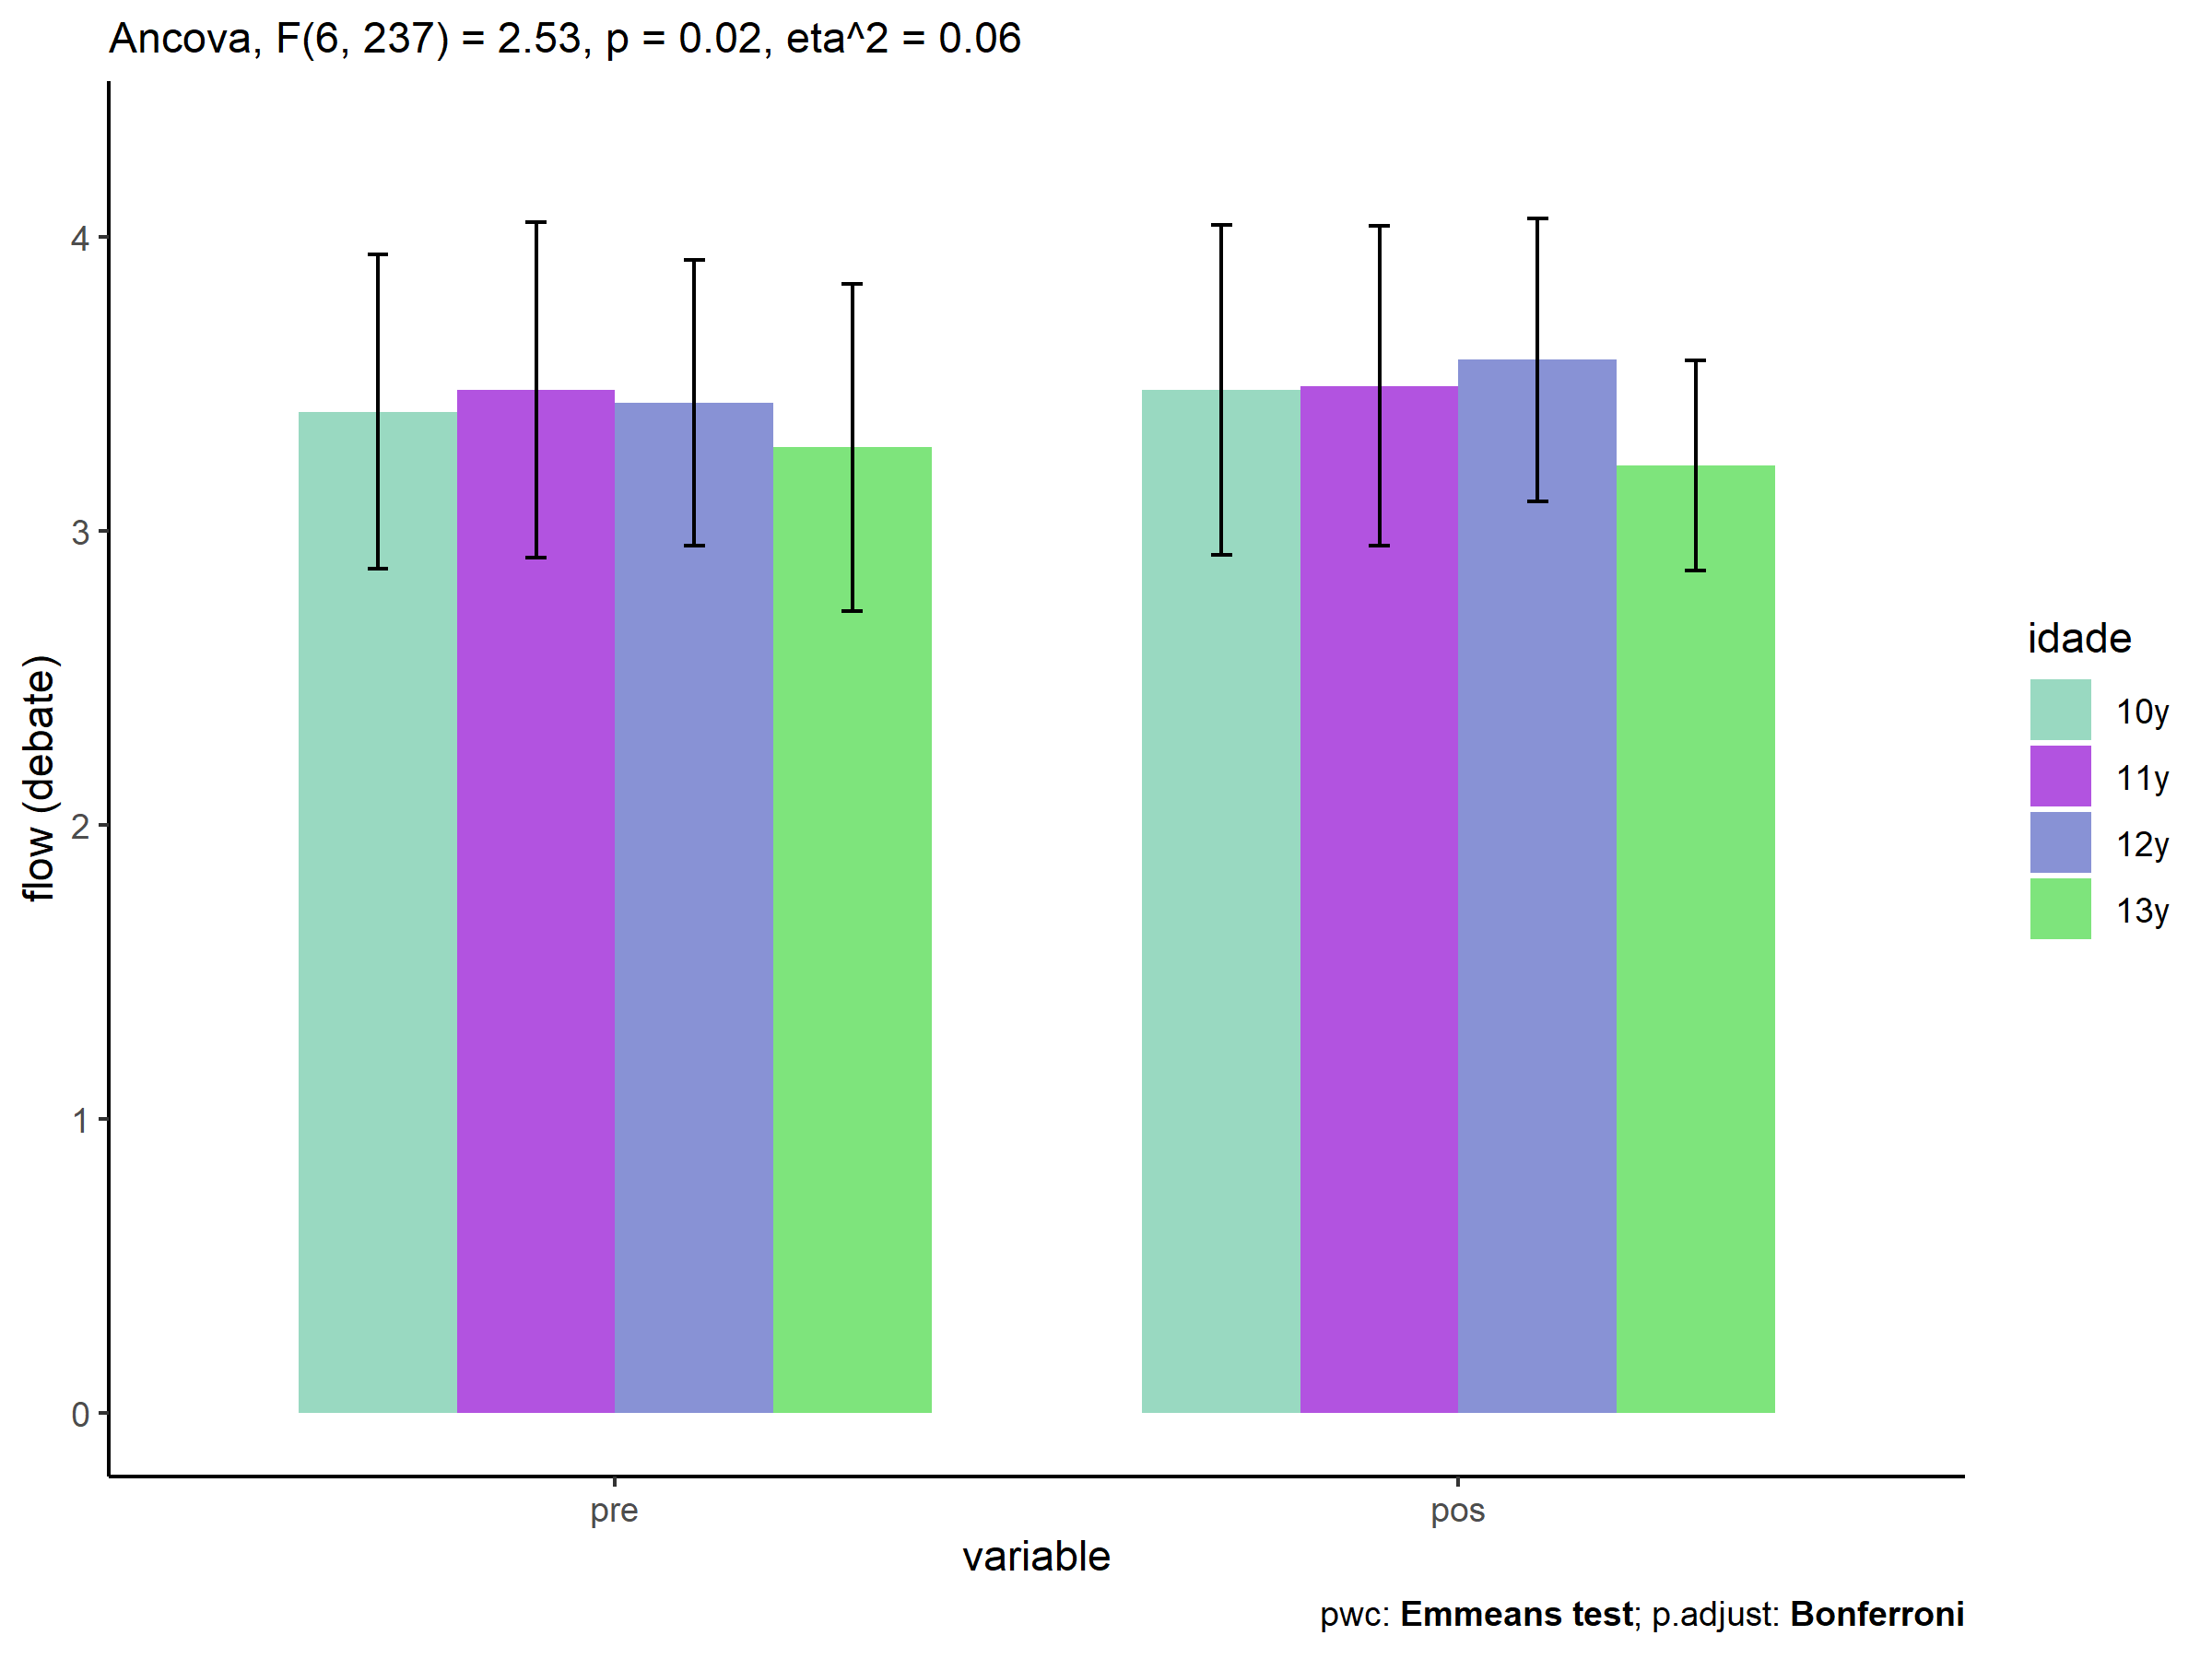 Ancova, F(6, 237) = 2.53, p = 0.02, eta^2 = 0.06
flow (debate)
4
3
2
1
0
pre
pos
variable
idade
10y
11y
12y
13y
pwc: Emmeans test; p.adjust: Bonferroni